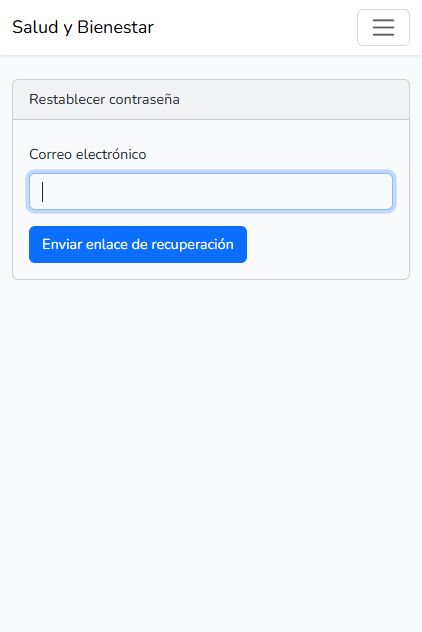 Salud y Bienestar
Restablecer contraseña
Correo electrónico
Enviar enlace de recuperación